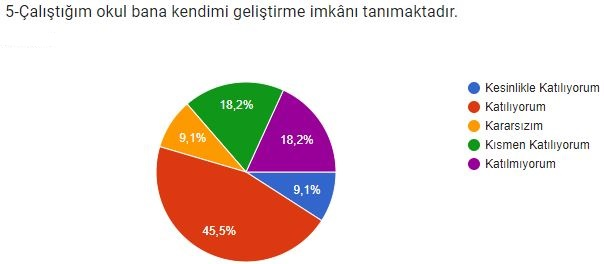 5-Çalıştığım okul bana kendimi geliştirme imkânı tanımaktadır.
Kesinlikle Katılıyorum
Katılıyorum
Kararsızım
Kısmen Katılıyorum
Katılmıyorum
18,2%
18,2%
9,1%
9,1%
45,5%